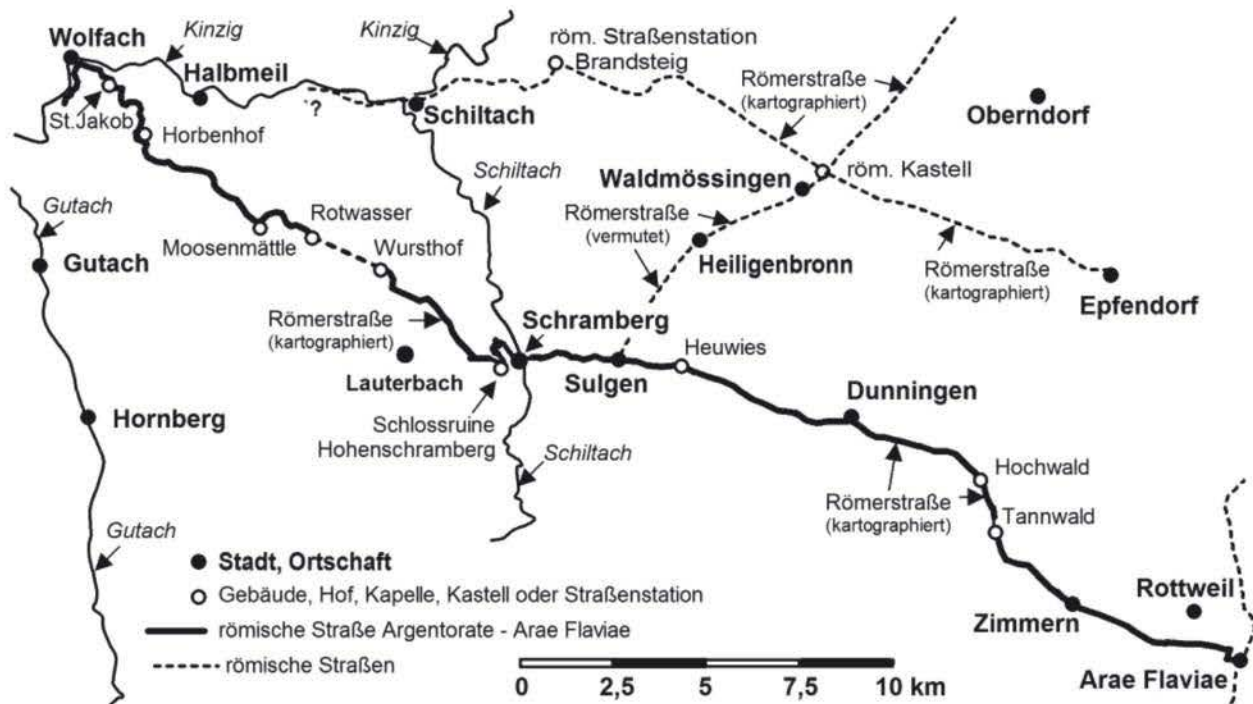 Wolfach
Kinzig
Halbmeil
St.Jakob
Horbenhof
?
Kinzig
röm. Straßenstation
Brandsteig
Schiltach
Römerstraße
(kartographiert)
Oberndorf
röm. Kastell
Waldmössingen
Schiltach
Römerstraße
(vermutet)
Heiligenbronn
Römerstraße
(kartographiert)
Epfendorf
Gutach
Gutach
Moosenmättle
Rotwasser
Wursthof
Römerstraße
(kartographiert)
Lauterbach
Schramberg
Sulgen
Heuwies
Schlossruine
Hohenschramberg
Schiltach
Dunningen
Hochwald
Römerstraße
(kartographiert)
Tannwald
Hornberg
Gutach
Rottweil
Zimmern
Arae Flaviae
Stadt, Ortschaft
Gebäude, Hof, Kapelle, Kastell oder Straßenstation
römische Straße Argentorate - Arae Flaviae
römische Straßen
0 2,5 5 7,5 10 km